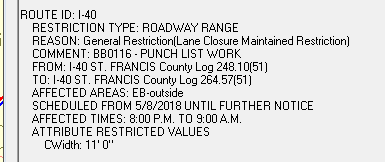 ROUTE ID: I-40
RESTRICTION TYPE: ROADWAY RANGE
REASON: General Restriction(Lane Closure Maintained Restriction)
COMMENT: BB0116 - PUNCH LIST WORK
FROM: I-40 ST. FRANCIS County Log 248.10(51)
TO: I-40 ST. FRANCIS County Log 264.57(51)
AFFECTED AREAS: EB-outside
SCHEDULED FROM 5/8/2018 UNTIL FURTHER NOTICE
AFFECTED TIMES: 8:00 P.M. TO 9:00 A.M.
ATTRIBUTE RESTRICTED VALUES
CWidth: 11' 0"